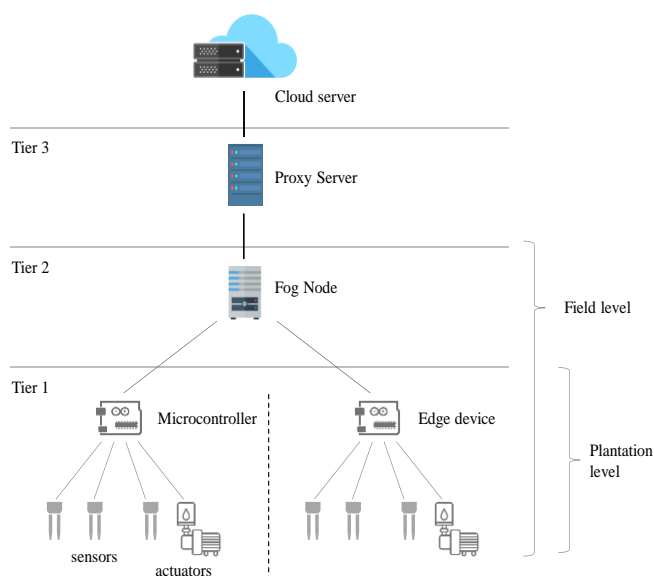 Cloud server
Tier 3
Proxy Server
Tier 2
Fog Node
Field level
Tier 1
Microcontroller
Edge device
Plantation
level
sensors
actuators